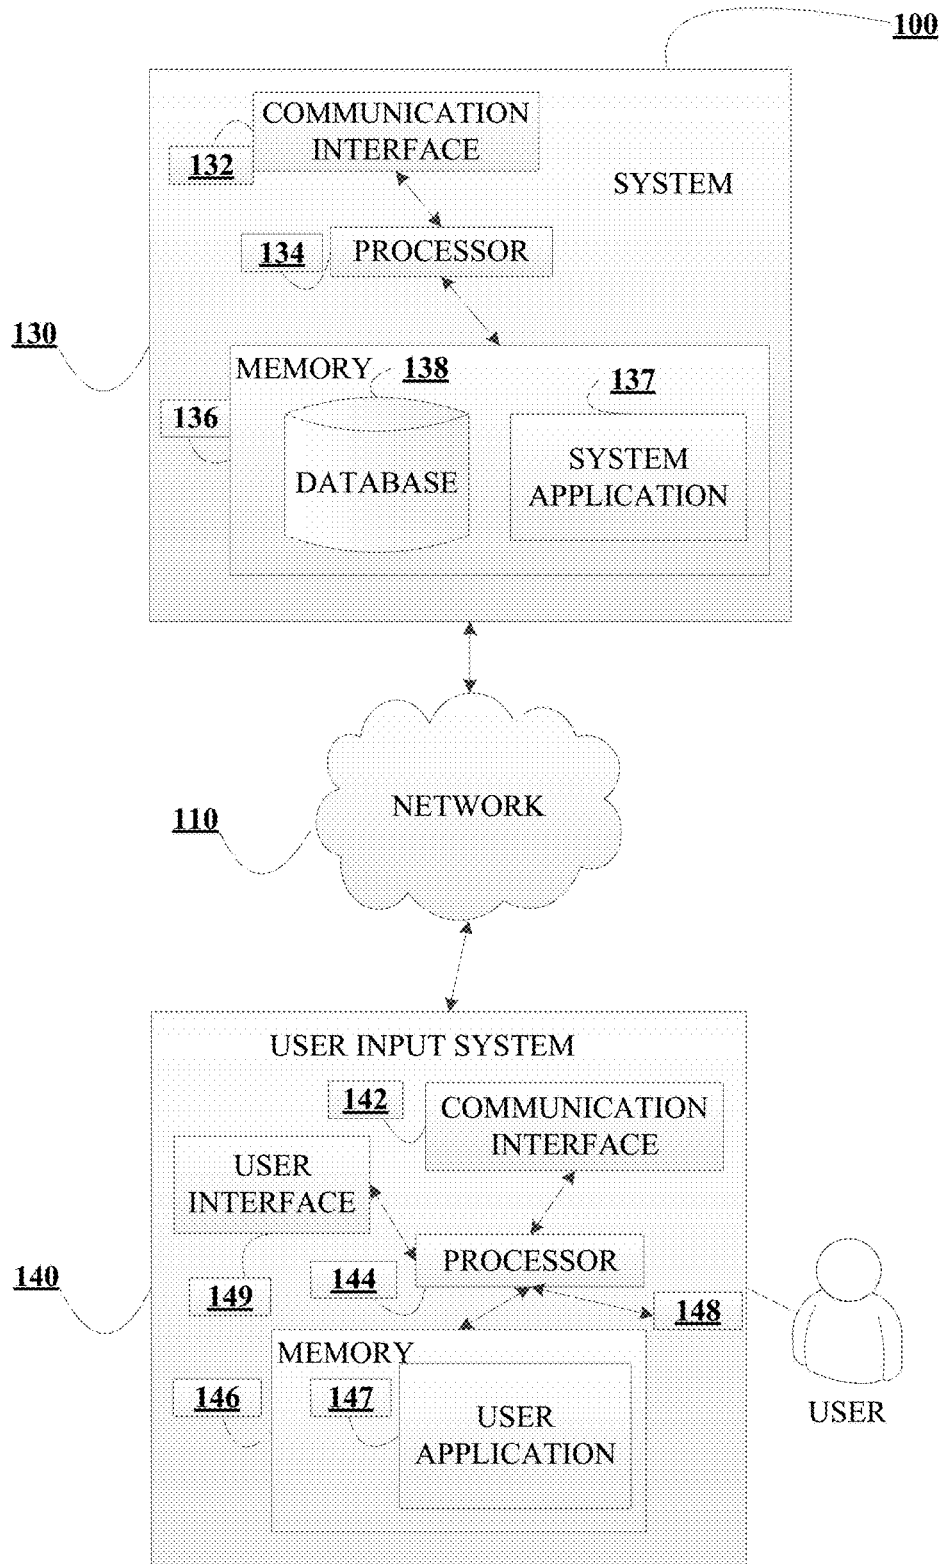 100
COMMUNICATION
INTERFACE
132
SYSTEM
134
PROCESSOR
130
MEMORY
138
137
136
DATABASE
SYSTEM
APPLICATION
NETWORK
110
USER INPUT SYSTEM
142
COMMUNICATION
INTERFACE
USER
INTERFACE
PROCESSOR
140
149
144
148
MEMORY
146
147
USER
APPLICATION
USER